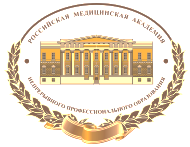 РОССИЙСКАЯ МЕДИЦИНСКАЯ АКАДЕМИЯ
НЕПРЕРЫВНОГО ПРОФЕССИОНАЛЬНОГО ОБРАЗОВАНИЯ